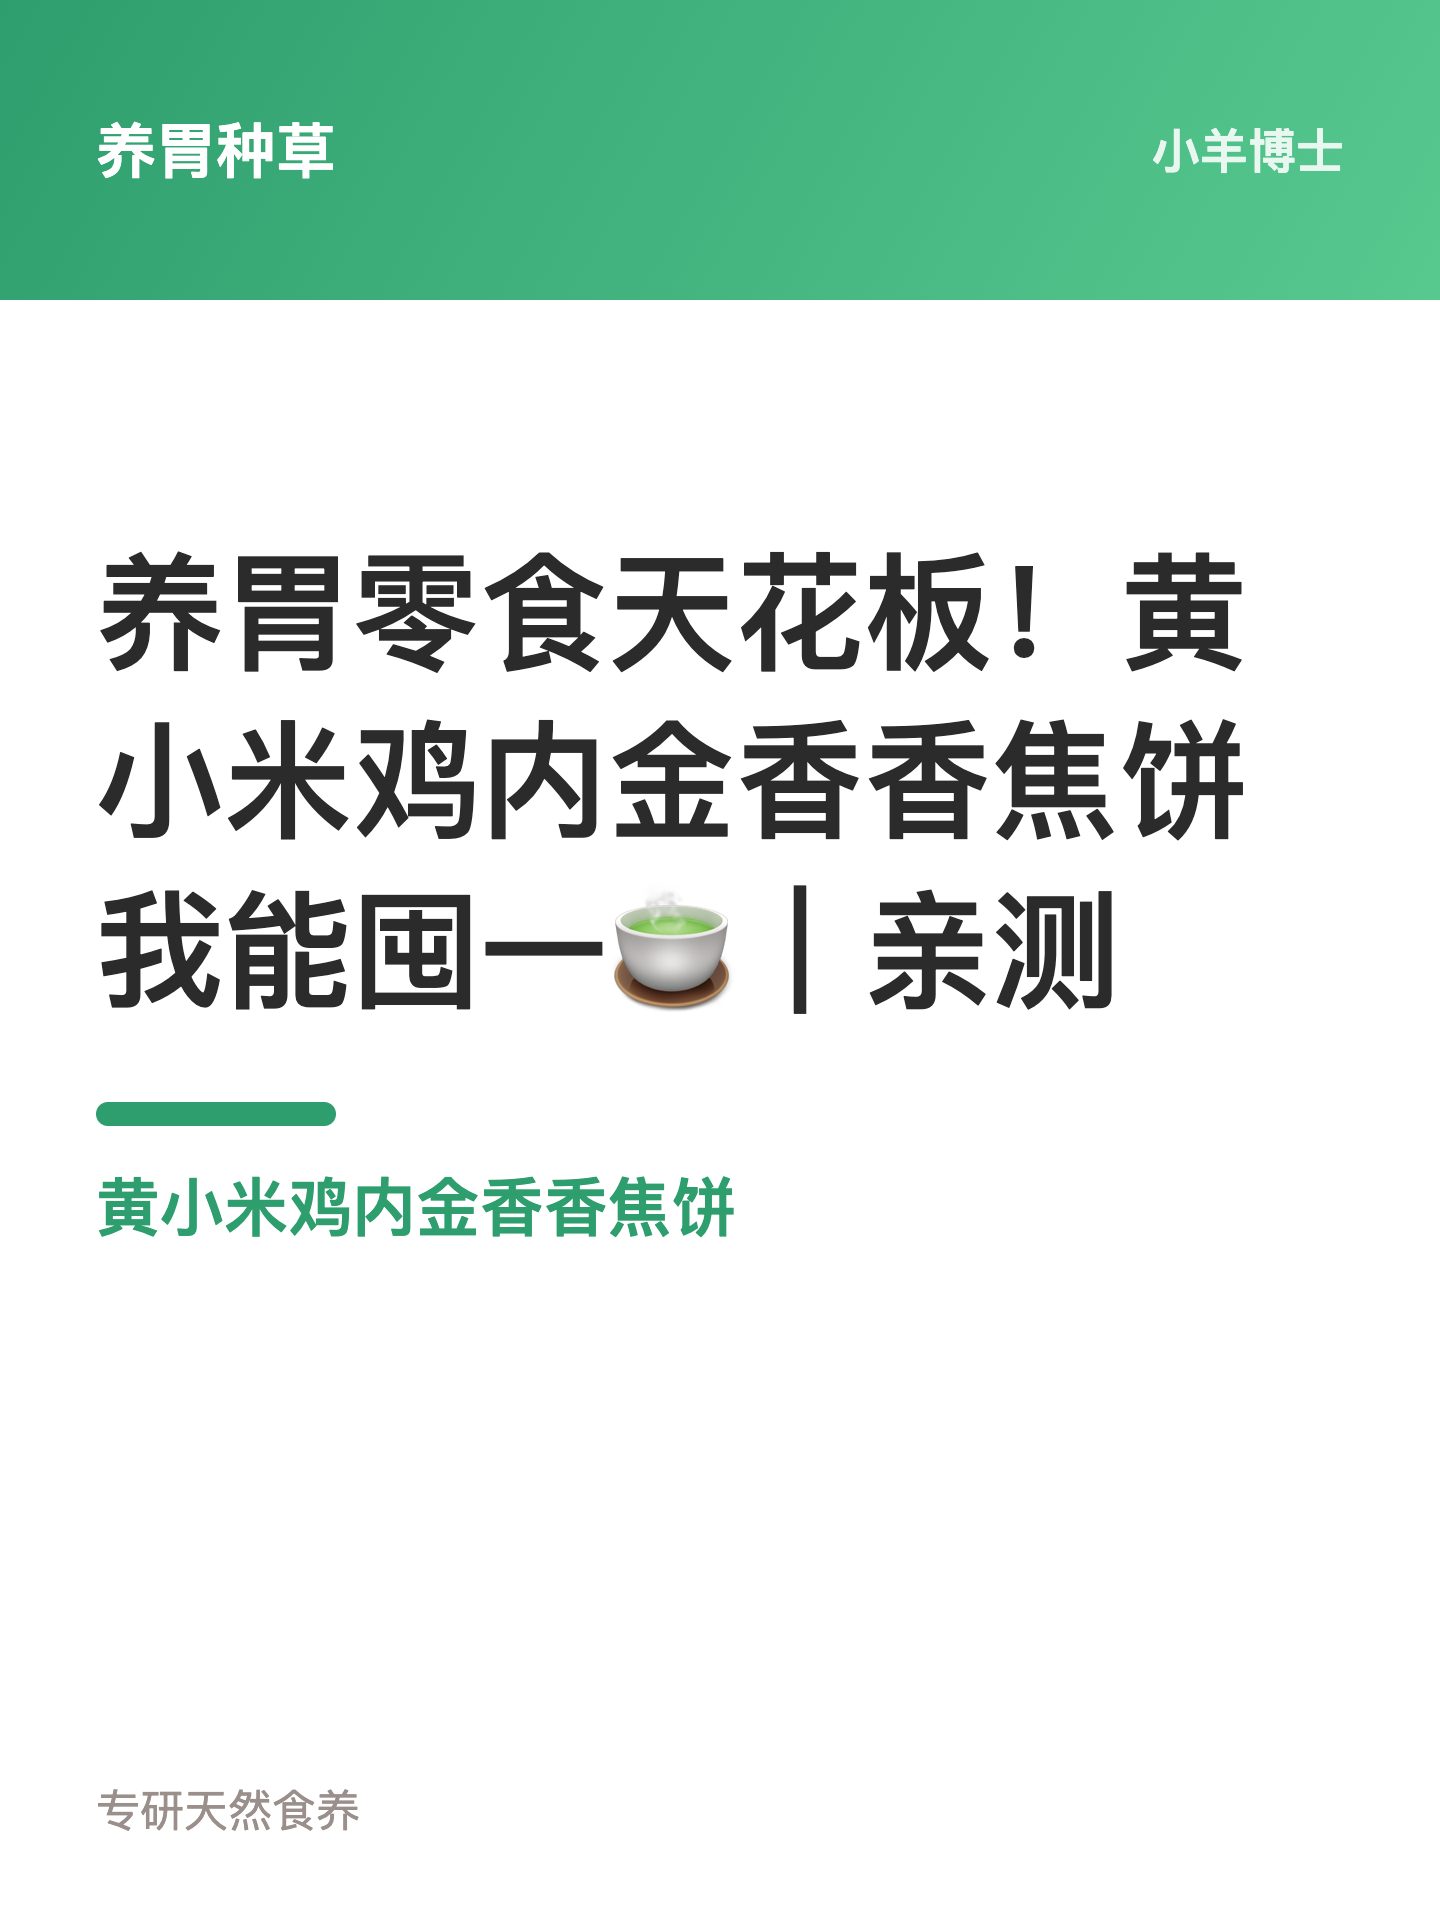 养胃种草
小羊博士
养胃零食天花板！黄
小米鸡内金香香焦饼
我能囤一🍵｜亲测
黄小米鸡内金香香焦饼
专研天然食养